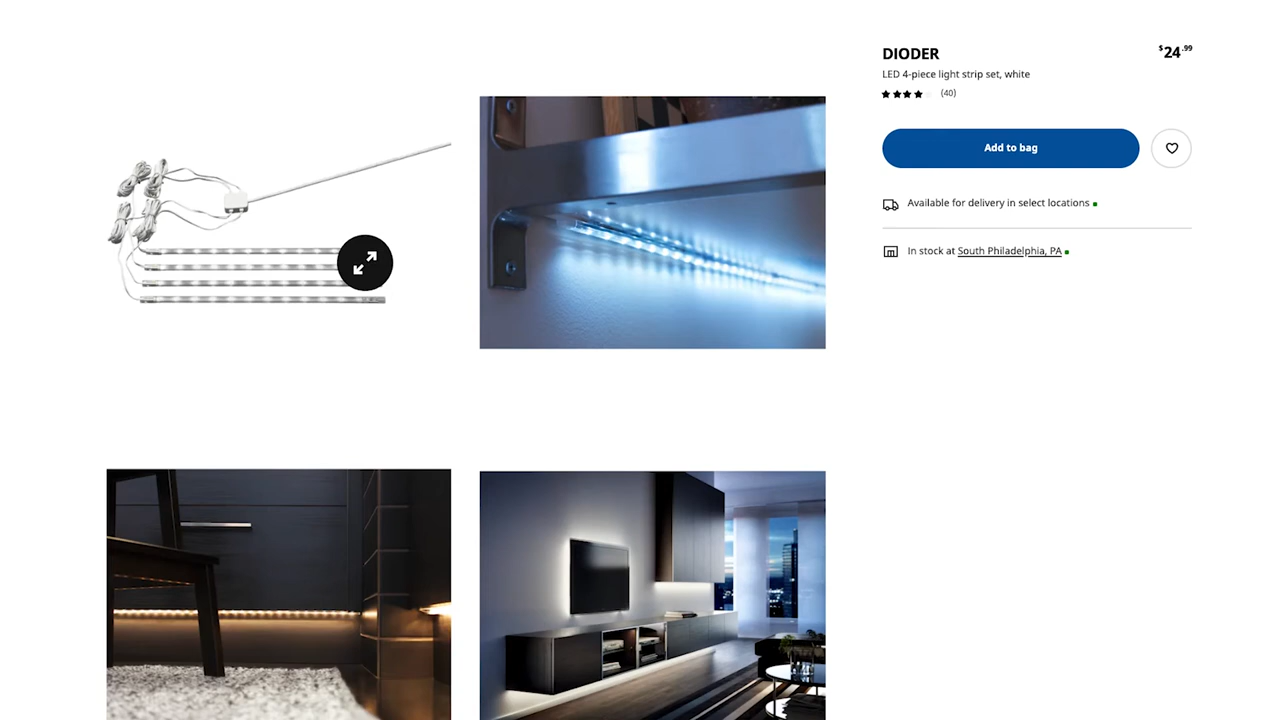 DIODER
$24.99
LED 4-piece light strip set, white
(40)
Add to bag
Available for delivery in select locations
In stock at South Philadelphia, PA